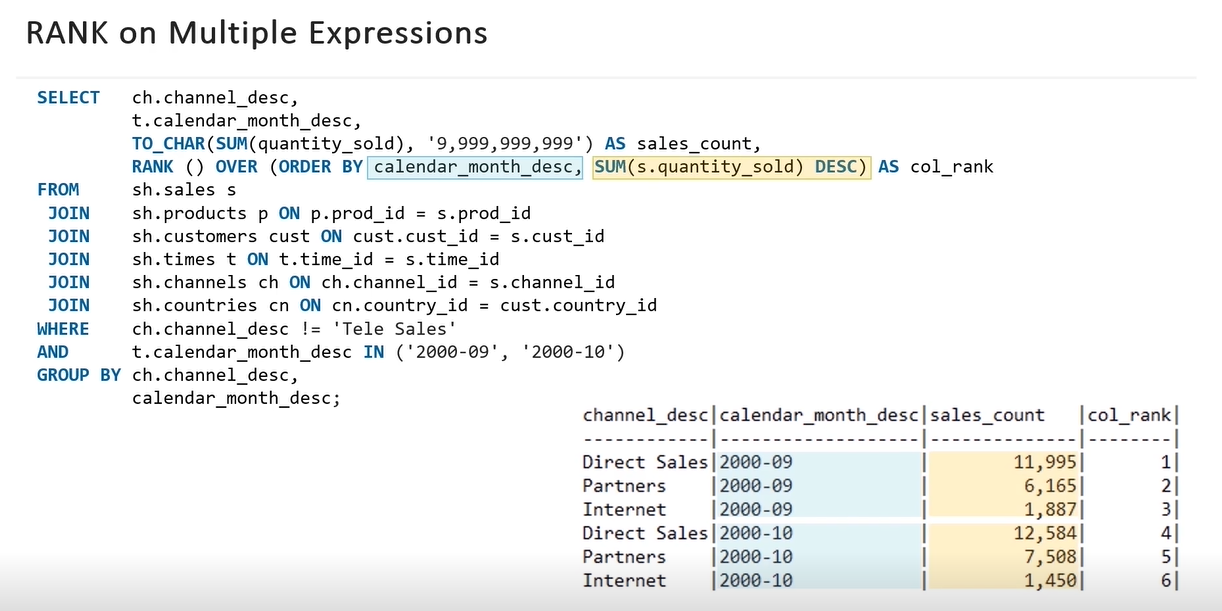 RANK on Multiple Expressions
SELECT ch.channel_desc,
t.calendar_month_desc,
TO_CHAR(SUM(quantity_sold), '9,999,999,999') AS sales_count,
RANK () OVER (ORDER BY calendar_month_desc, SUM(s.quantity_sold) DESC) AS col_rank
FROM sh.sales s
JOIN sh.products p ON p.prod_id = s.prod_id
JOIN sh.customers cust ON cust.cust_id = s.cust_id
JOIN sh.times t ON t.time_id = s.time_id
JOIN sh.channels ch ON ch.channel_id = s.channel_id
JOIN sh.countries cn ON cn.country_id = cust.country_id
WHERE ch.channel_desc != 'Tele Sales'
AND t.calendar_month_desc IN ('2000-09', '2000-10')
GROUP BY ch.channel_desc,
calendar_month_desc;
channel_desc|calendar_month_desc|sales_count |col_rank|
------------|-------------------|--------------|--------|
Direct Sales|2000-09 | 11,995| 1|
Partners |2000-09 | 6,165| 2|
Internet |2000-09 | 1,887| 3|
Direct Sales|2000-10 | 12,584| 4|
Partners |2000-10 | 7,508| 5|
Internet |2000-10 | 1,450| 6|